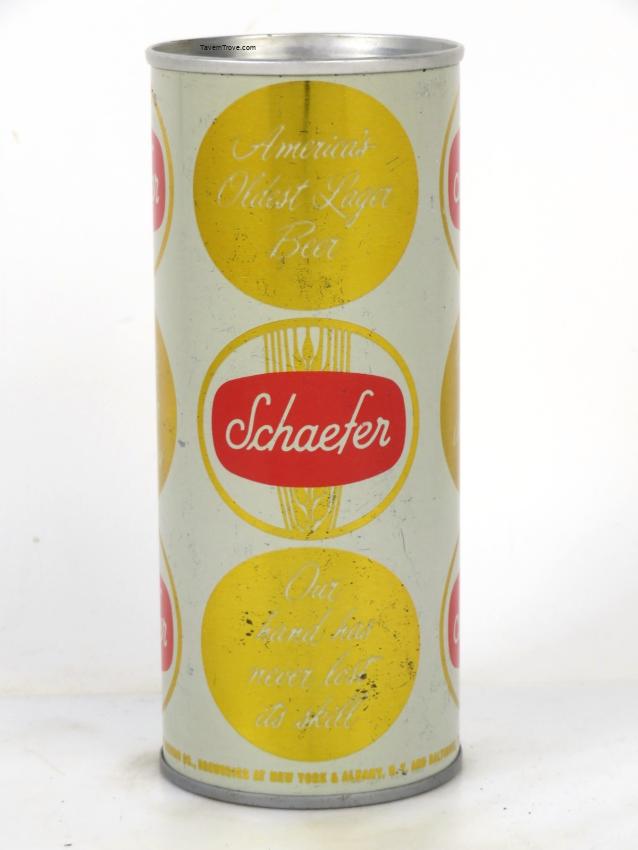 TavernTrove.com
America's
Oldest Lager
Beer
Schaefer
Our
hand has
never lost
its skill
CO., BREWERIES AT NEW YORK & ALBANY, N.Y. AND BALTIMORE